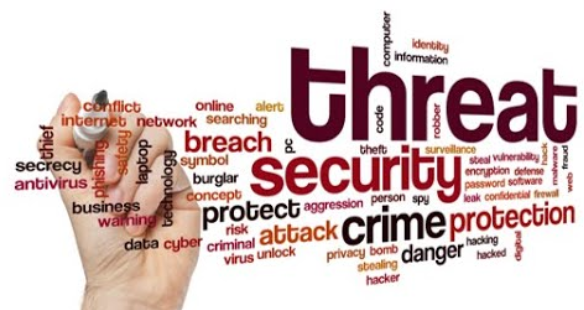 computer
identity
information
threat
code
robber
conflict
online
alert
internet
network
searching
thief
phishing
safety
laptop
technology
breach
pc
theft
surveillance
secrecy
symbol
security
steal
vulnerability
hack
malware
fraud
web
antivirus
burglar
encryption
defense
concept
password
software
business
protect
aggression
person
spy
leak
confidential
firewall
warning
risk
crime
protection
data
cyber
criminal
attack
danger
hacking
virus
unlock
privacy
bomb
hacked
digital
stealing
hacker